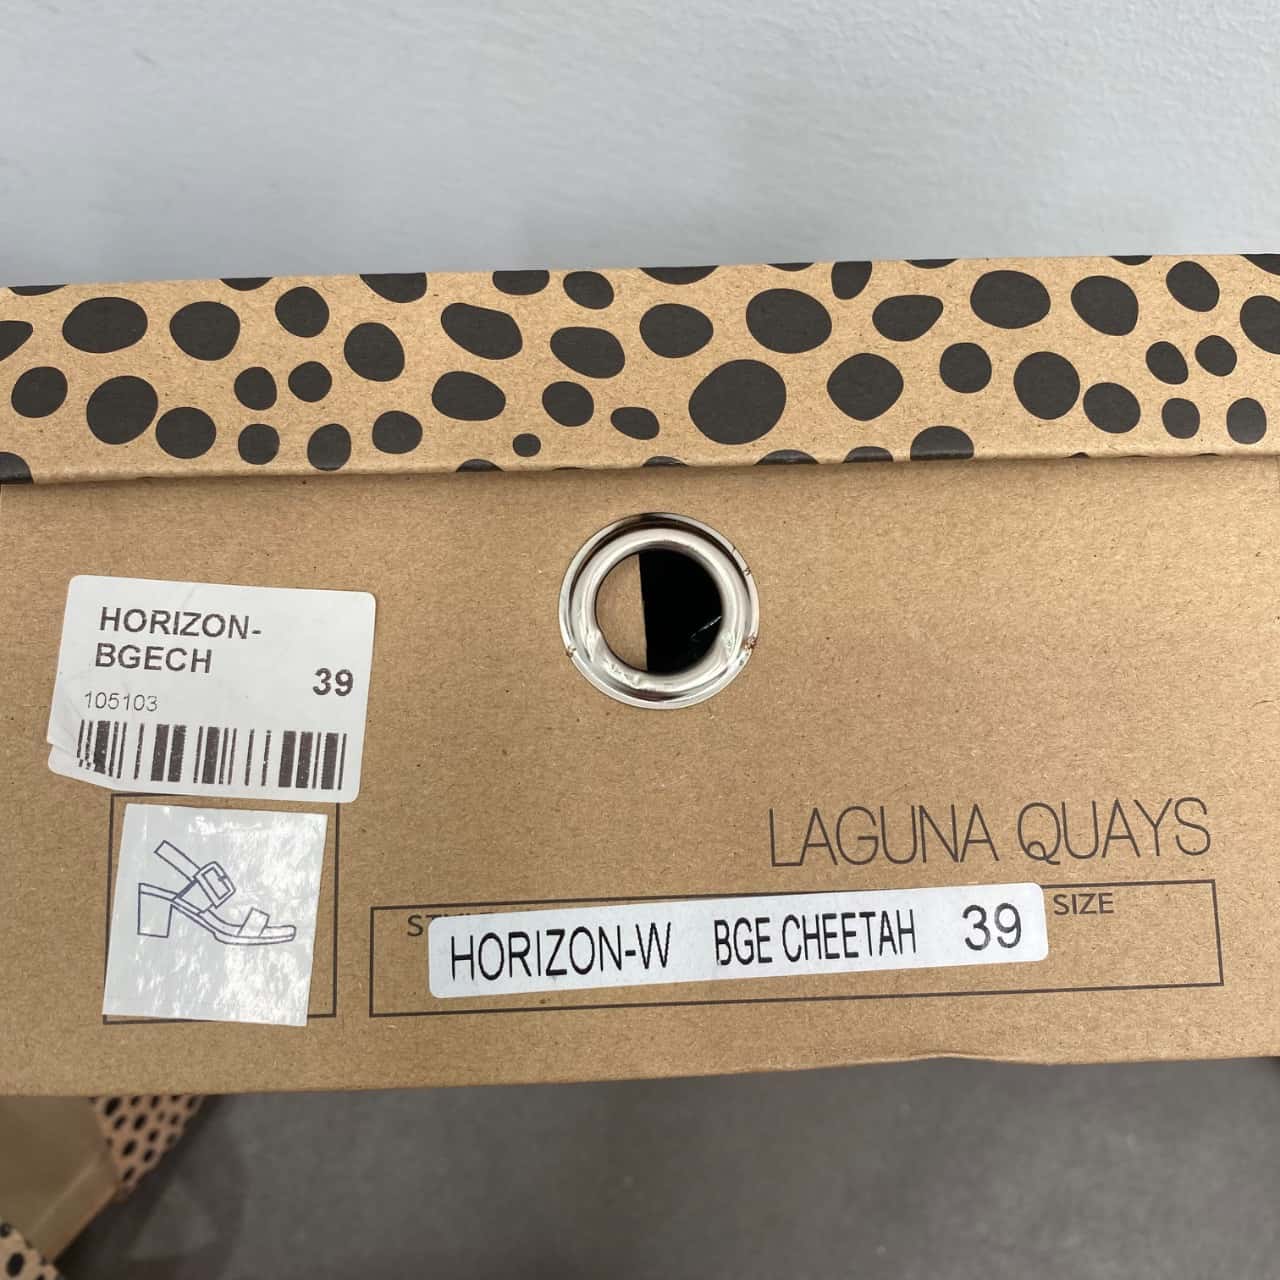 HORIZON-
BGECH
39
105103
LAGUNA QUAYS
SIZE
HORIZON-W BGE CHEETAH 39